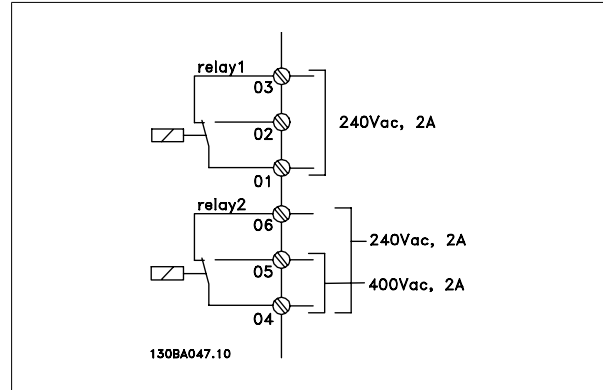 relay1
03
02
240Vac, 2A
01
relay2
06
240Vac, 2A
05
400Vac, 2A
04
130BA047.10